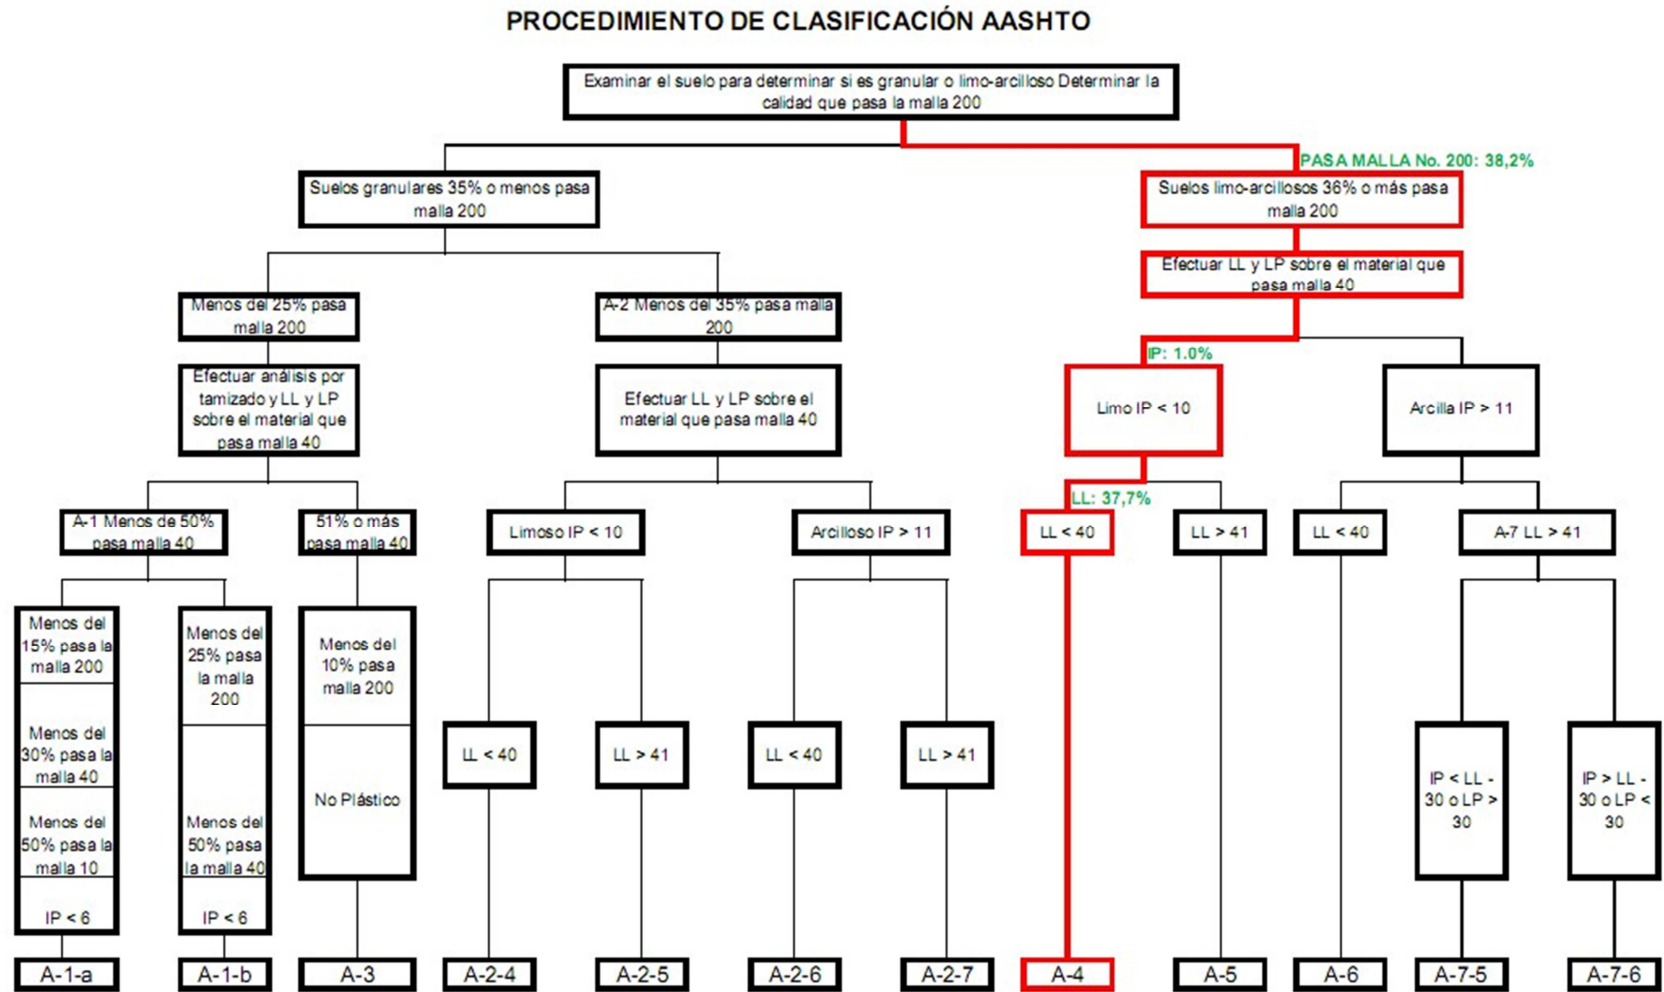 PROCEDIMIENTO DE CLASIFICACIÓN AASHTO
Examinar el suelo para determinar si es granular o limo-arcilloso Determinar la
calidad que pasa la malla 200
PASA MALLA No. 200: 38,2%
Suelos granulares 35% o menos pasa
malla 200
Suelos limo-arcillosos 36% o más pasa
malla 200
Efectuar LL y LP sobre el material que
pasa malla 40
Menos del 25% pasa
malla 200
A-2 Menos del 35% pasa malla
200
IP: 1.0%
Efectuar análisis por
tamizado y LL y LP
sobre el material que
pasa malla 40
Efectuar LL y LP sobre el
material que pasa malla 40
Limo IP < 10
Arcilla IP > 11
LL: 37,7%
A-1 Menos de 50%
pasa malla 40
51% o más
pasa malla 40
Limoso IP < 10
Arcilloso IP > 11
LL < 40
LL > 41
LL < 40
A-7 LL > 41
Menos del
15% pasa la
malla 200
Menos del
30% pasa la
malla 40
Menos del
50% pasa la
malla 10
IP < 6
Menos del
25% pasa
la malla
200
Menos del
50% pasa
la malla 40
IP < 6
Menos del
10% pasa
malla 200
No Plástico
LL < 40
LL > 41
LL < 40
LL > 41
IP < LL -
30 o LP >
30
IP > LL -
30 o LP <
30
A-1-a
A-1-b
A-3
A-2-4
A-2-5
A-2-6
A-2-7
A-4
A-5
A-6
A-7-5
A-7-6